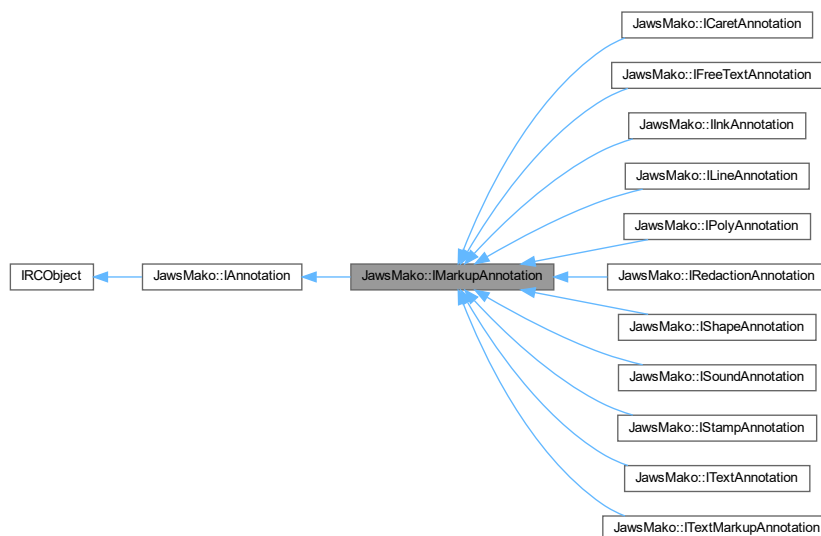 JawsMako::ICaretAnnotation
JawsMako::IFreeTextAnnotation
JawsMako::IInkAnnotation
JawsMako::ILineAnnotation
JawsMako::IPolyAnnotation
IRCObject
JawsMako::IAnnotation
JawsMako::IMarkupAnnotation
JawsMako::IRedactionAnnotation
JawsMako::IShapeAnnotation
JawsMako::ISoundAnnotation
JawsMako::IStampAnnotation
JawsMako::ITextAnnotation
JawsMako::ITextMarkupAnnotation